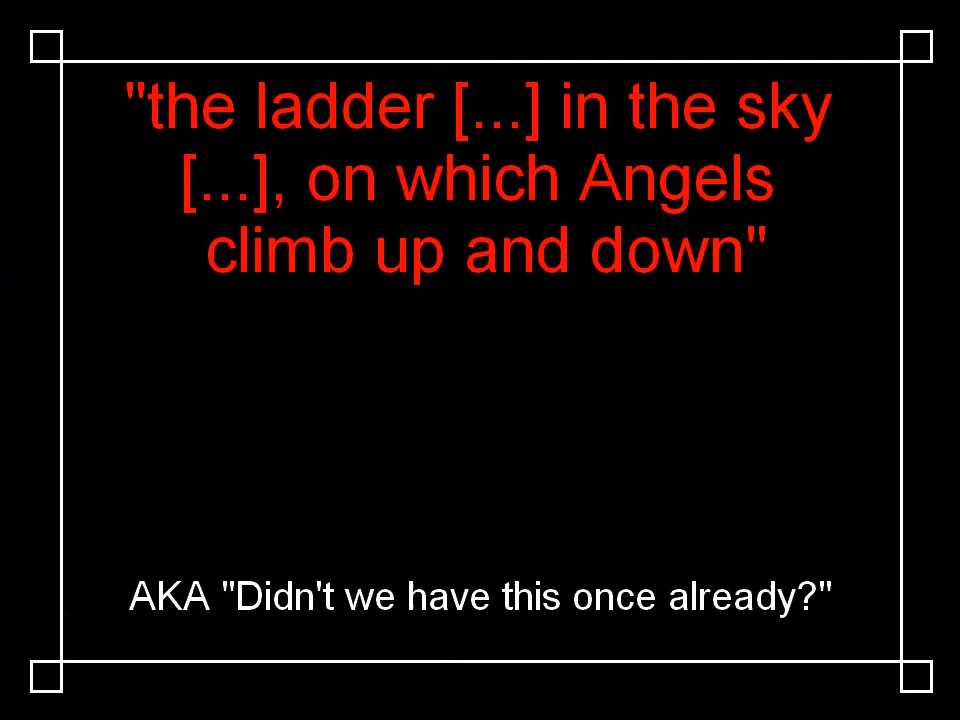 "the ladder [...] in the sky
[...], on which Angels
climb up and down"
AKA "Didn't we have this once already?"